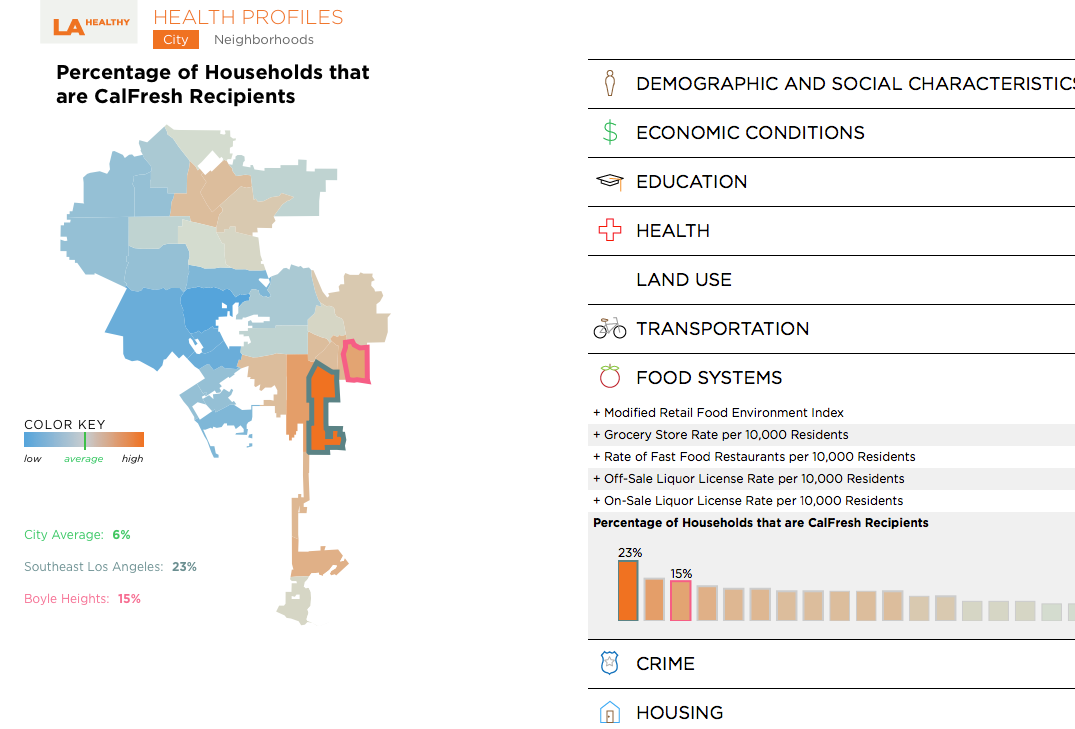 LA HEALTHY
HEALTH PROFILES
City Neighborhoods
Percentage of Households that
are CalFresh Recipients
COLOR KEY
low average high
City Average: 6%
Southeast Los Angeles: 23%
Boyle Heights: 15%
DEMOGRAPHIC AND SOCIAL CHARACTERISTICS
ECONOMIC CONDITIONS
EDUCATION
HEALTH
LAND USE
TRANSPORTATION
FOOD SYSTEMS
+ Modified Retail Food Environment Index
+ Grocery Store Rate per 10,000 Residents
+ Rate of Fast Food Restaurants per 10,000 Residents
+ Off-Sale Liquor License Rate per 10,000 Residents
+ On-Sale Liquor License Rate per 10,000 Residents
Percentage of Households that are CalFresh Recipients
23%
15%
CRIME
HOUSING